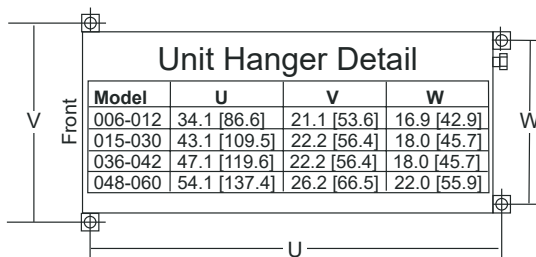 Unit Hanger Detail
Model U V W
006-012 34.1 [86.6] 21.1 [53.6] 16.9 [42.9]
015-030 43.1 [109.5] 22.2 [56.4] 18.0 [45.7]
036-042 47.1 [119.6] 22.2 [56.4] 18.0 [45.7]
048-060 54.1 [137.4] 26.2 [66.5] 22.0 [55.9]
V
Front
W
U